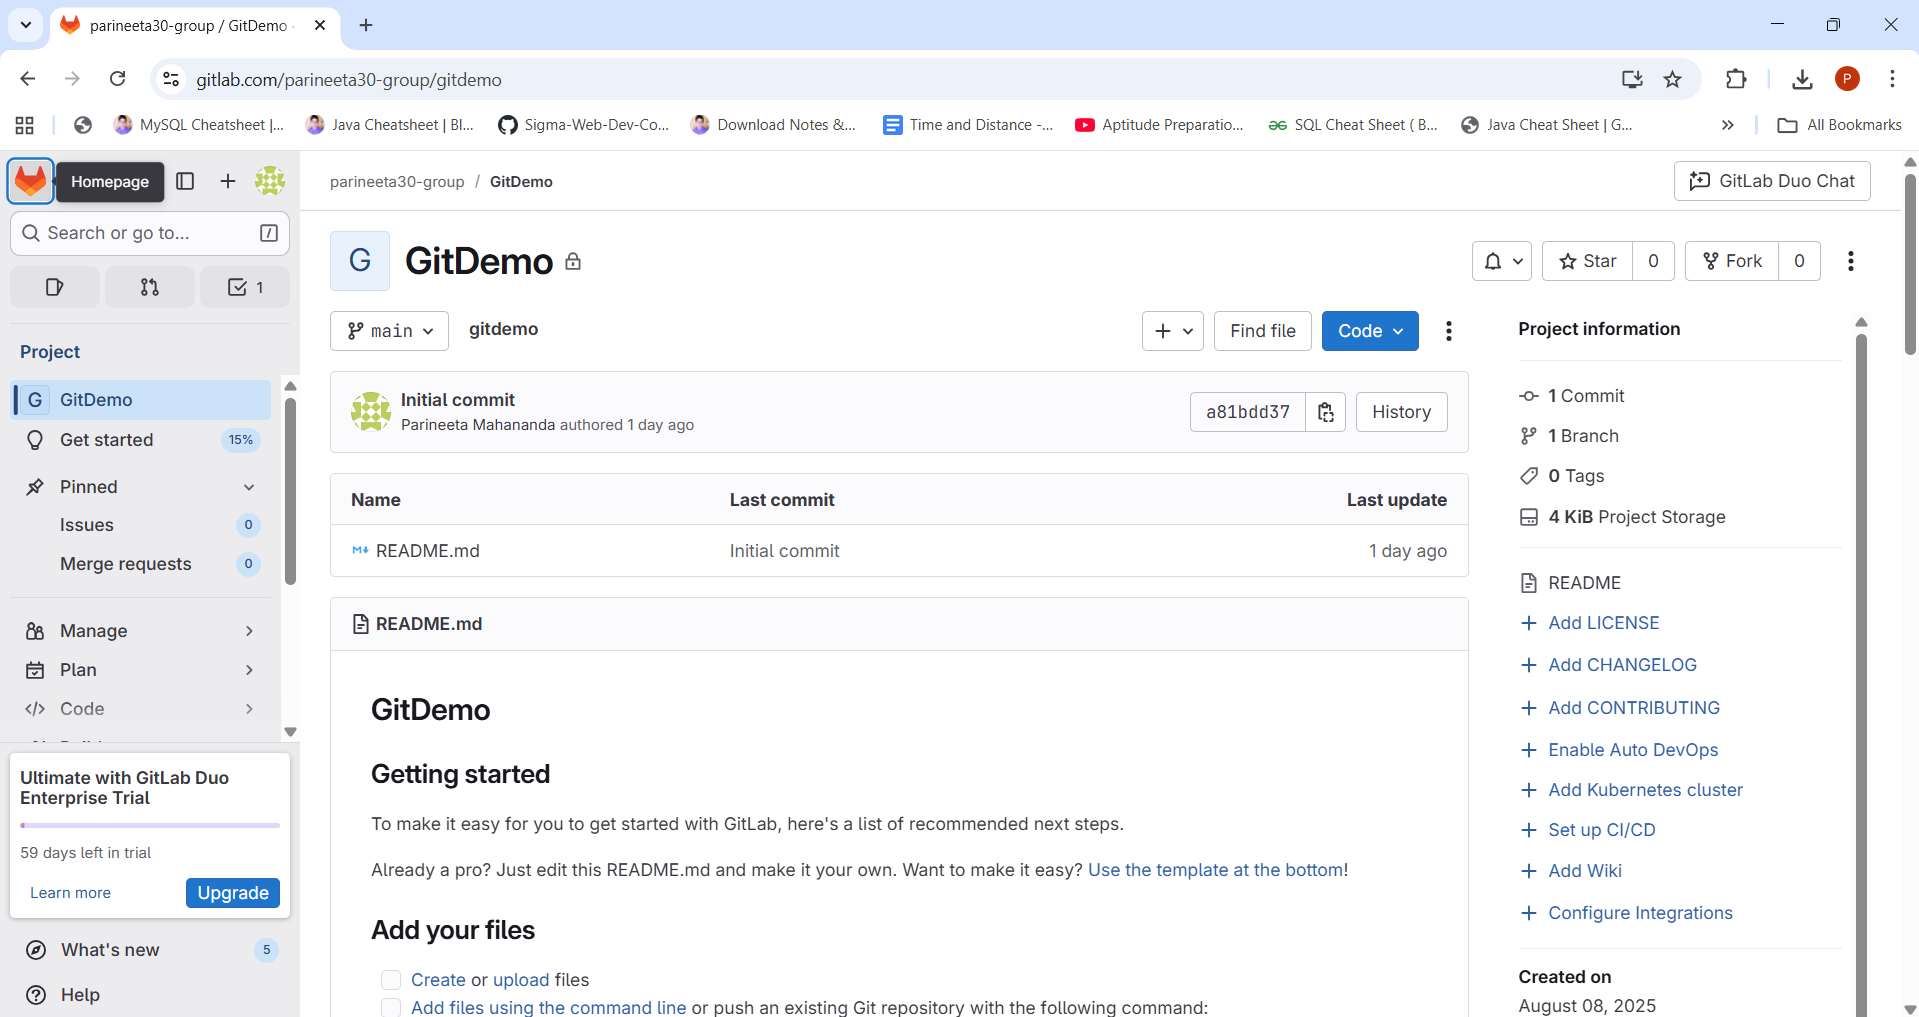 parineeta30-group / GitDemo ·
gitlab.com/parineeta30-group/gitdemo
P
MySQL Cheatsheet |...
Java Cheatsheet | Bl...
Sigma-Web-Dev-Co...
Download Notes &...
Time and Distance -...
Aptitude Preparatio...
SQL Cheat Sheet ( B...
Java Cheat Sheet | G...
All Bookmarks
Homepage
parineeta30-group / GitDemo
GitLab Duo Chat
Search or go to...
/
1
G
GitDemo
Star 0
Fork 0
main
gitdemo
Find file
Code
Project
G GitDemo
Get started 15%
Pinned
Issues 0
Merge requests 0
Manage
Plan
Code
Initial commit
Parineeta Mahananda authored 1 day ago
a81bdd37
History
Name Last commit Last update
README.md Initial commit 1 day ago
README.md
GitDemo
Getting started
To make it easy for you to get started with GitLab, here's a list of recommended next steps.
Already a pro? Just edit this README.md and make it your own. Want to make it easy? Use the template at the bottom!
Add your files
Create or upload files
Add files using the command line or push an existing Git repository with the following command:
Project information
1 Commit
1 Branch
0 Tags
4 KiB Project Storage
README
Add LICENSE
Add CHANGELOG
Add CONTRIBUTING
Enable Auto DevOps
Add Kubernetes cluster
Set up CI/CD
Add Wiki
Configure Integrations
Created on
August 08, 2025
Ultimate with GitLab Duo
Enterprise Trial
59 days left in trial
Learn more
Upgrade
What's new 5
Help